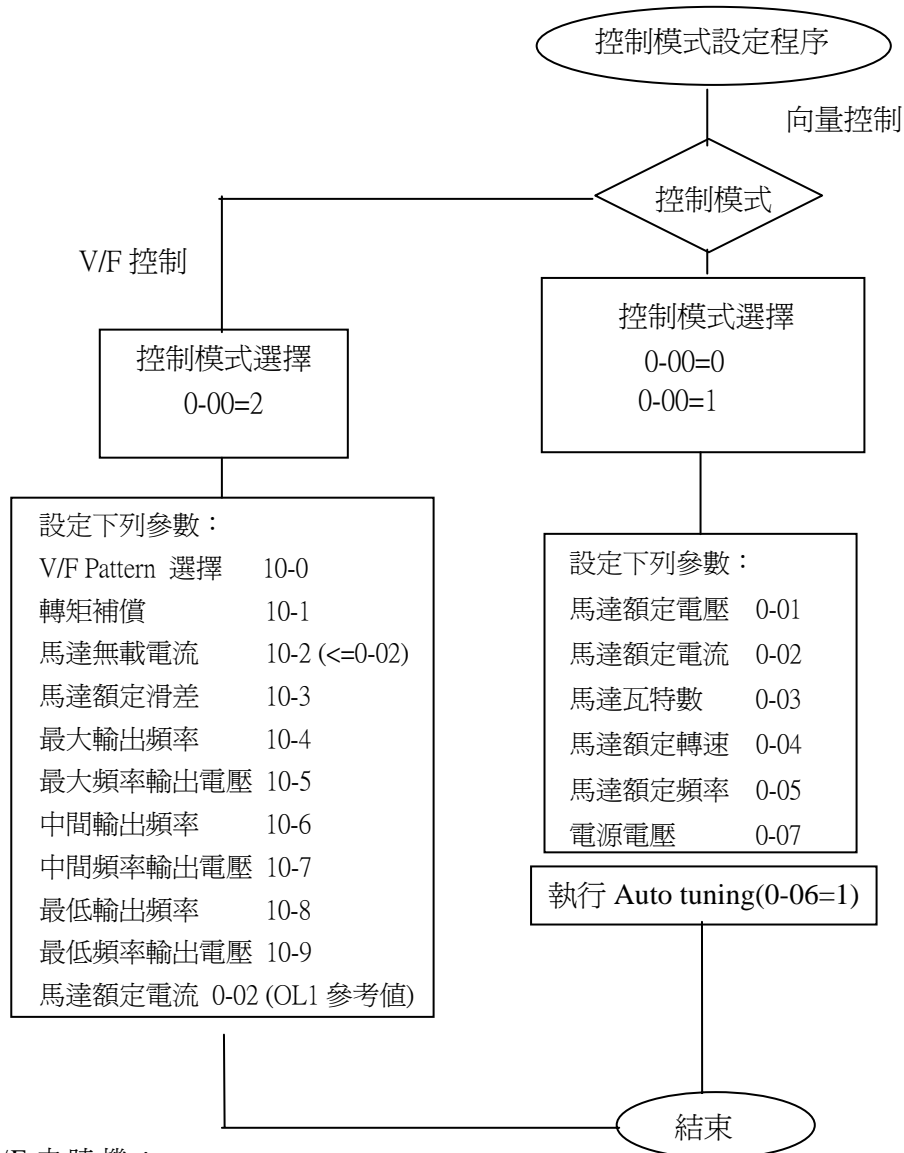 控制模式設定程序
向量控制
控制模式
V/F 控制
控制模式選擇
0-00=2
控制模式選擇
0-00=0
0-00=1
設定下列參數：
V/F Pattern 選擇 10-0
轉矩補償 10-1
馬達無載電流 10-2 (<=0-02)
馬達額定滑差 10-3
最大輸出頻率 10-4
最大頻率輸出電壓 10-5
中間輸出頻率 10-6
中間頻率輸出電壓 10-7
最低輸出頻率 10-8
最低頻率輸出電壓 10-9
馬達額定電流 0-02 (OL1 參考值)
設定下列參數：
馬達額定電壓 0-01
馬達額定電流 0-02
馬達瓦特數 0-03
馬達額定轉速 0-04
馬達額定頻率 0-05
電源電壓 0-07
執行 Auto tuning(0-06=1)
結束